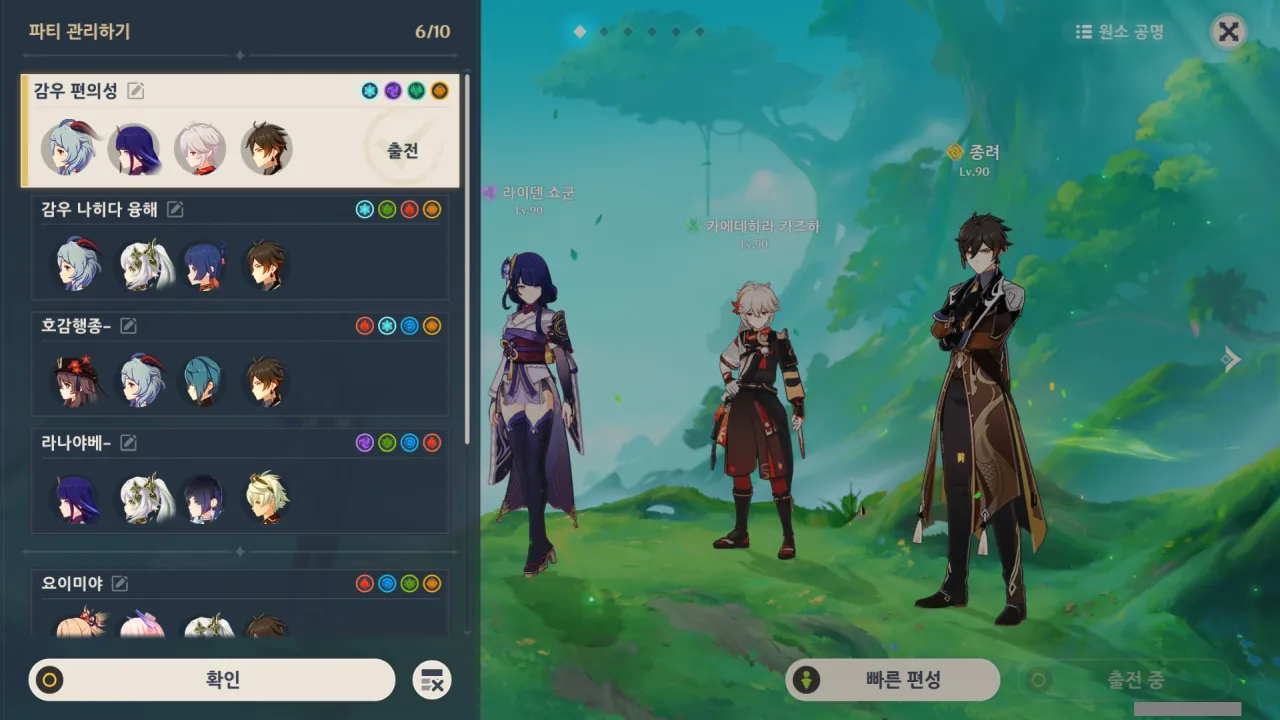 파티 관리하기
6/10
감우 편의성
출전
감우 나히다 융해
호감행종-
라나야베-
요이미야
확인
원소 공명
라이덴 쇼군
Lv.90
카에데하라 카즈하
Lv.90
종려
Lv.90
빠른 편성
출전 중